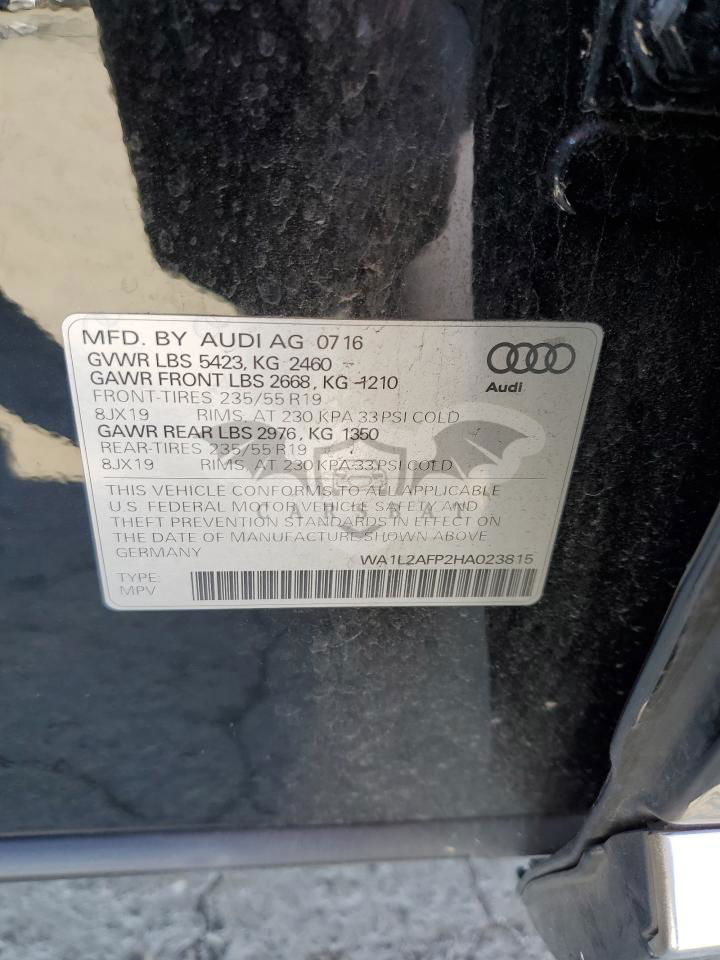 MFD. BY AUDI AG 07 16
GVWR LBS 5423, KG 2460
GAWR FRONT LBS 2668, KG 1210
FRONT-TIRES 235/55 R19
8JX19 RIMS. AT 230 KPA 33 PSI COLD
GAWR REAR LBS 2976, KG 1350
REAR-TIRES 235/55 R19
8JX19 RIMS, AT 230 KPA 33 PSI COLD
THIS VEHICLE CONFORMS TO ALL APPLICABLE
U.S. FEDERAL MOTOR VEHICLE SAFETY AND
THEFT PREVENTION STANDARDS IN EFFECT ON
THE DATE OF MANUFACTURE SHOWN ABOVE
GERMANY WA1L2AFP2HA023815
TYPE:
MPV
Audi
CARSBAT